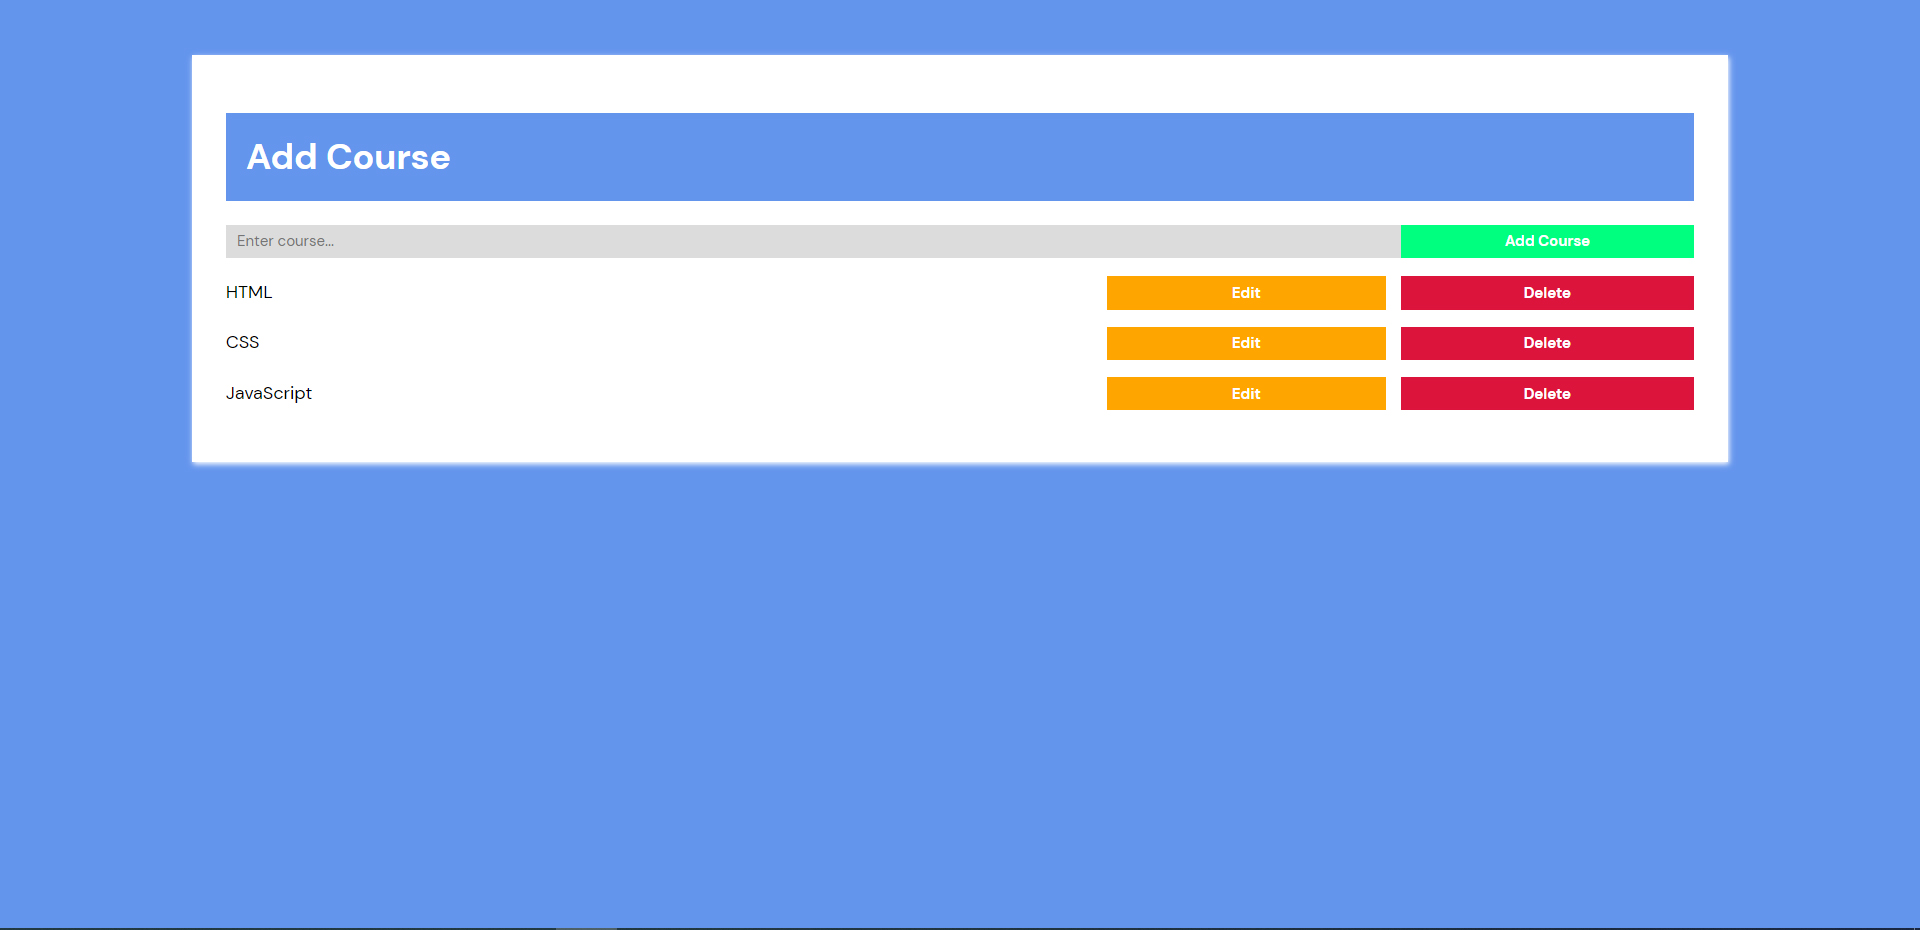 Add Course
Enter course... Add Course
HTML Edit Delete
CSS Edit Delete
JavaScript Edit Delete